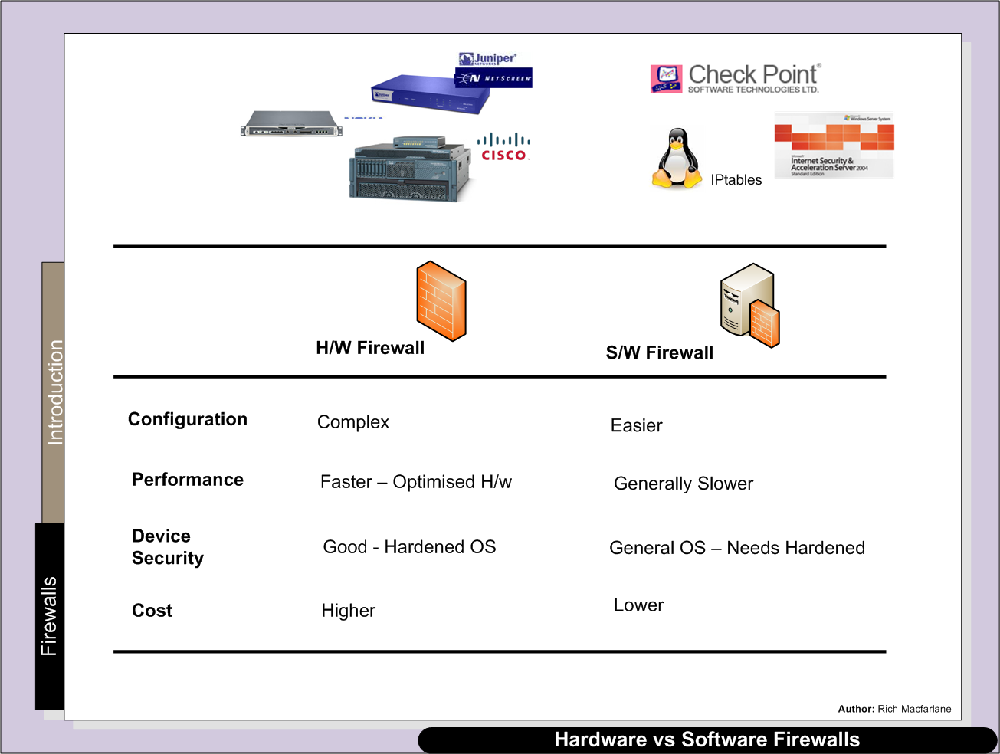 Juniper®
NETWORKS
NETSCREEN®
CISCO
Check Point®
SOFTWARE TECHNOLOGIES LTD.
IPtables
Microsoft
Windows Server System
Microsoft
Internet Security &
Acceleration Server 2004
Standard Edition
H/W Firewall
S/W Firewall
Configuration
Complex
Easier
Performance
Faster – Optimised H/w
Generally Slower
Device
Security
Good - Hardened OS
General OS – Needs Hardened
Cost
Higher
Lower
Introduction
Firewalls
Author: Rich Macfarlane
Hardware vs Software Firewalls